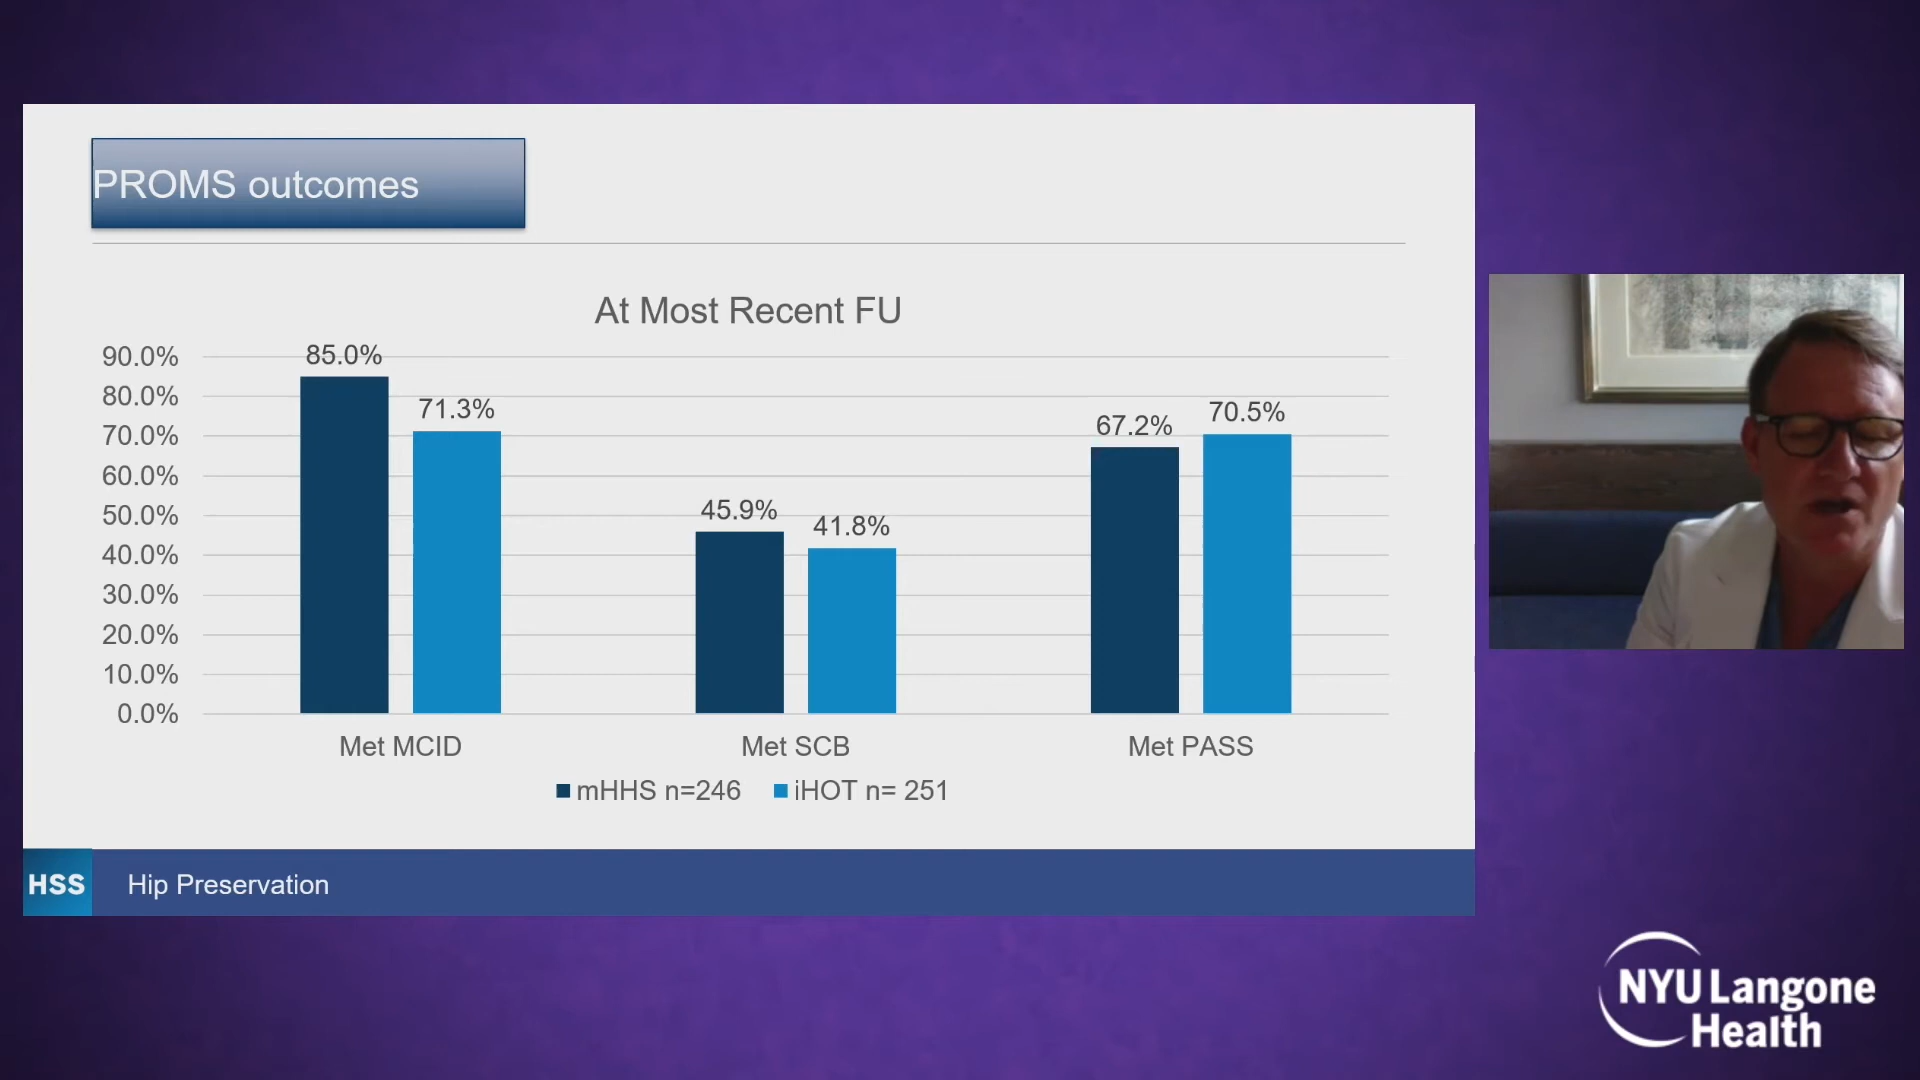 PROMS outcomes
At Most Recent FU
90.0%
80.0%
70.0%
60.0%
50.0%
40.0%
30.0%
20.0%
10.0%
0.0%
85.0%
71.3%
45.9%
41.8%
67.2%
70.5%
Met MCID
Met SCB
Met PASS
mHHS n=246
iHOT n= 251
HSS
Hip Preservation
NYU Langone
Health